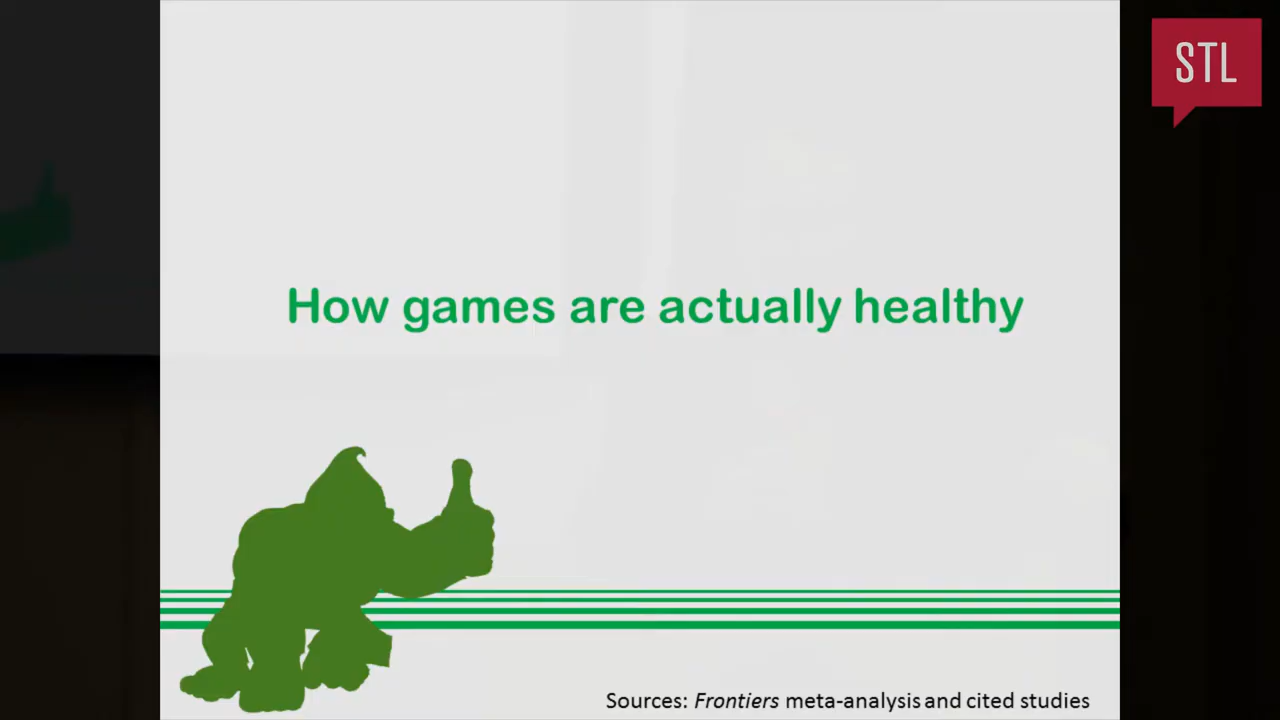 STL
How games are actually healthy
Sources: Frontiers meta-analysis and cited studies